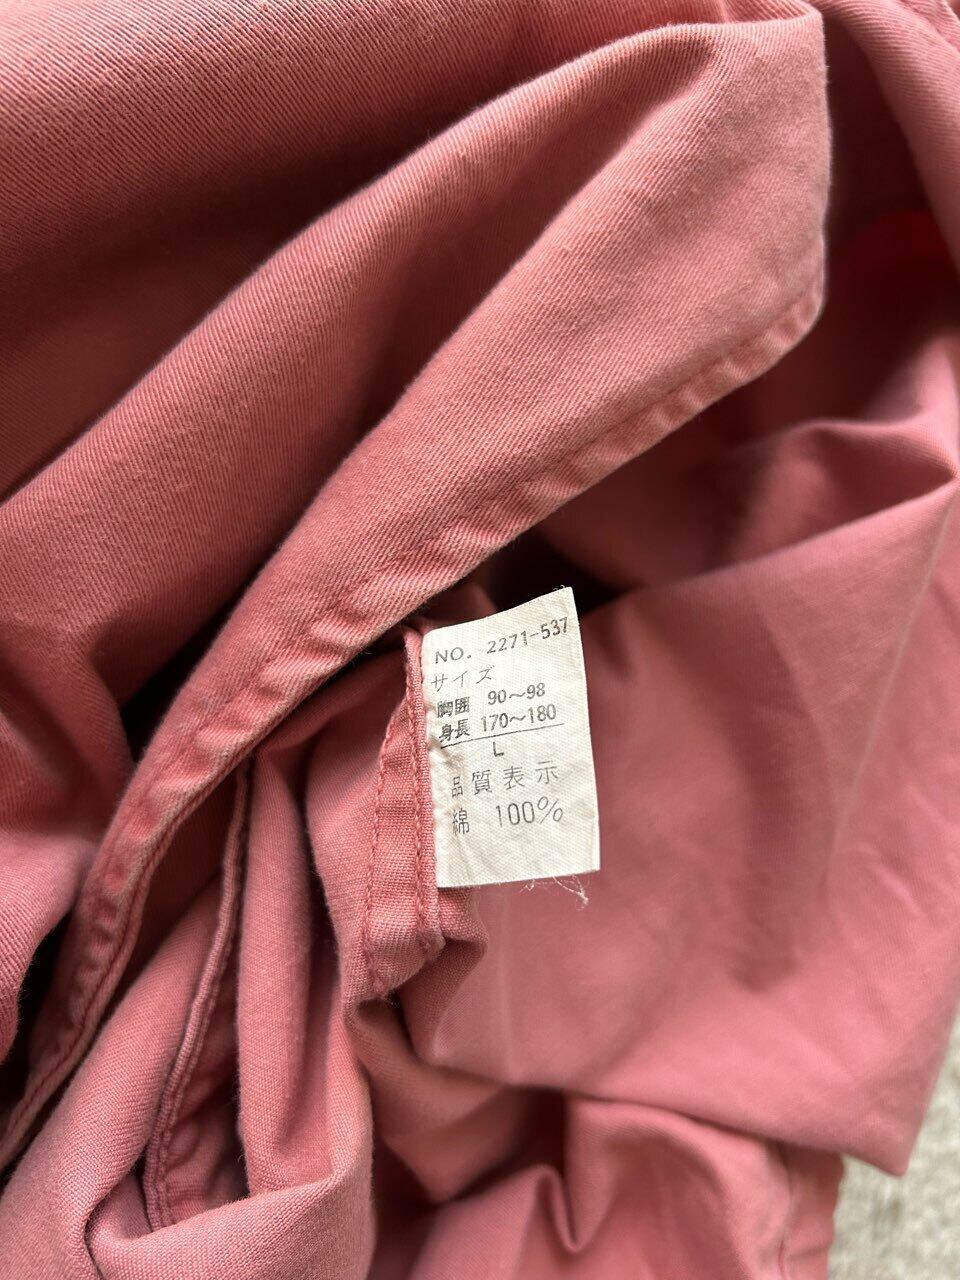 NO. 2271-537
サイズ
胸囲 90～98
身長 170～180
L
品質表示
綿 100%